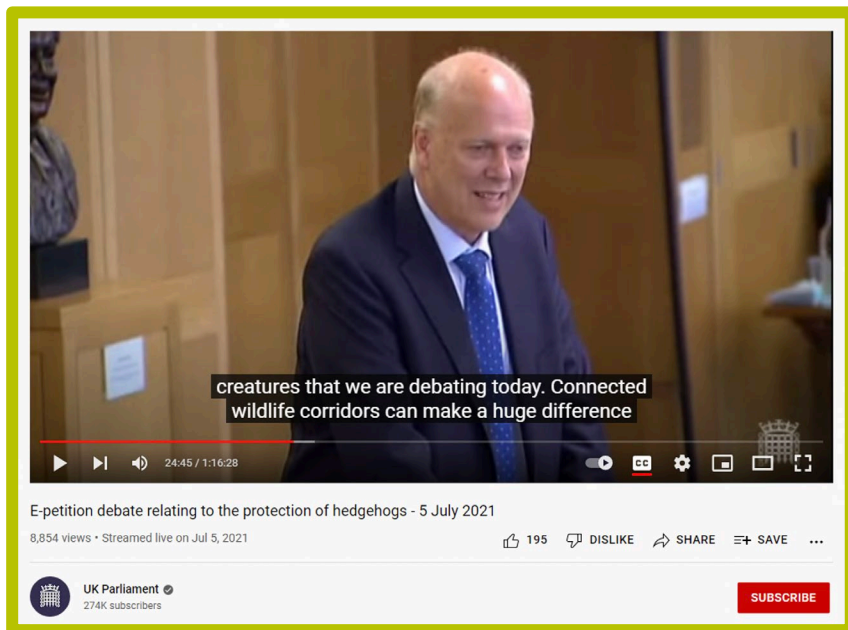 creatures that we are debating today. Connected
wildlife corridors can make a huge difference
24:45 / 1:16:28
CC
E-petition debate relating to the protection of hedgehogs - 5 July 2021
8,854 views • Streamed live on Jul 5, 2021
195 DISLIKE SHARE SAVE ...
UK Parliament
274K subscribers
SUBSCRIBE